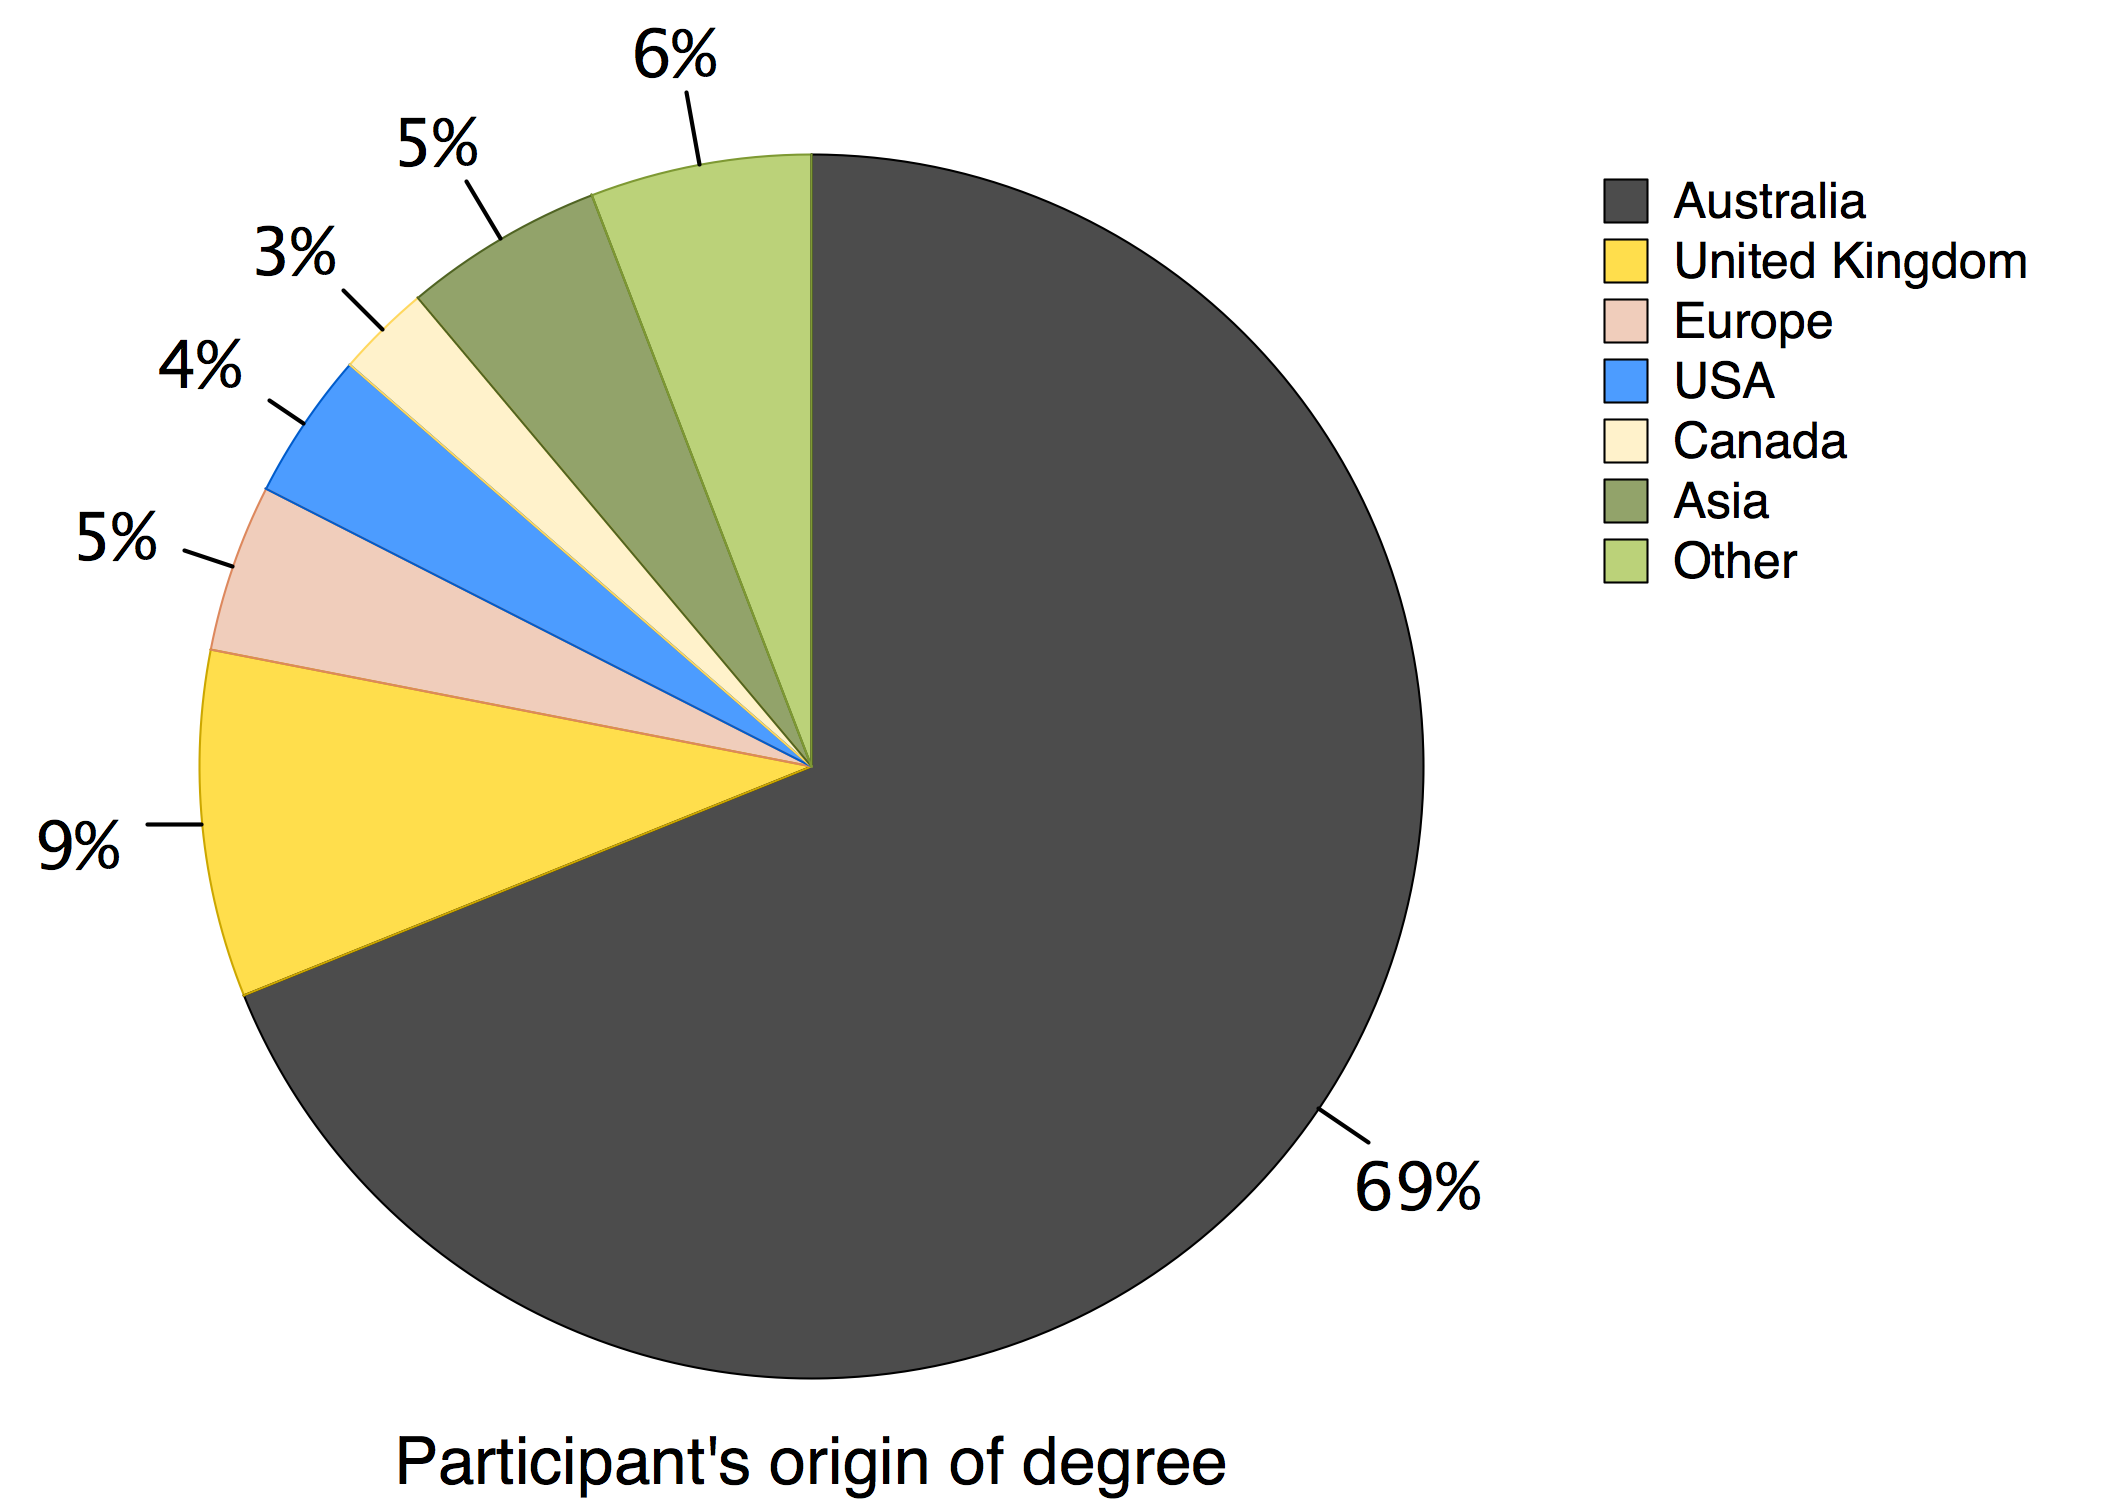 6%
5%
3%
4%
5%
9%
69%
Australia
United Kingdom
Europe
USA
Canada
Asia
Other
Participant's origin of degree